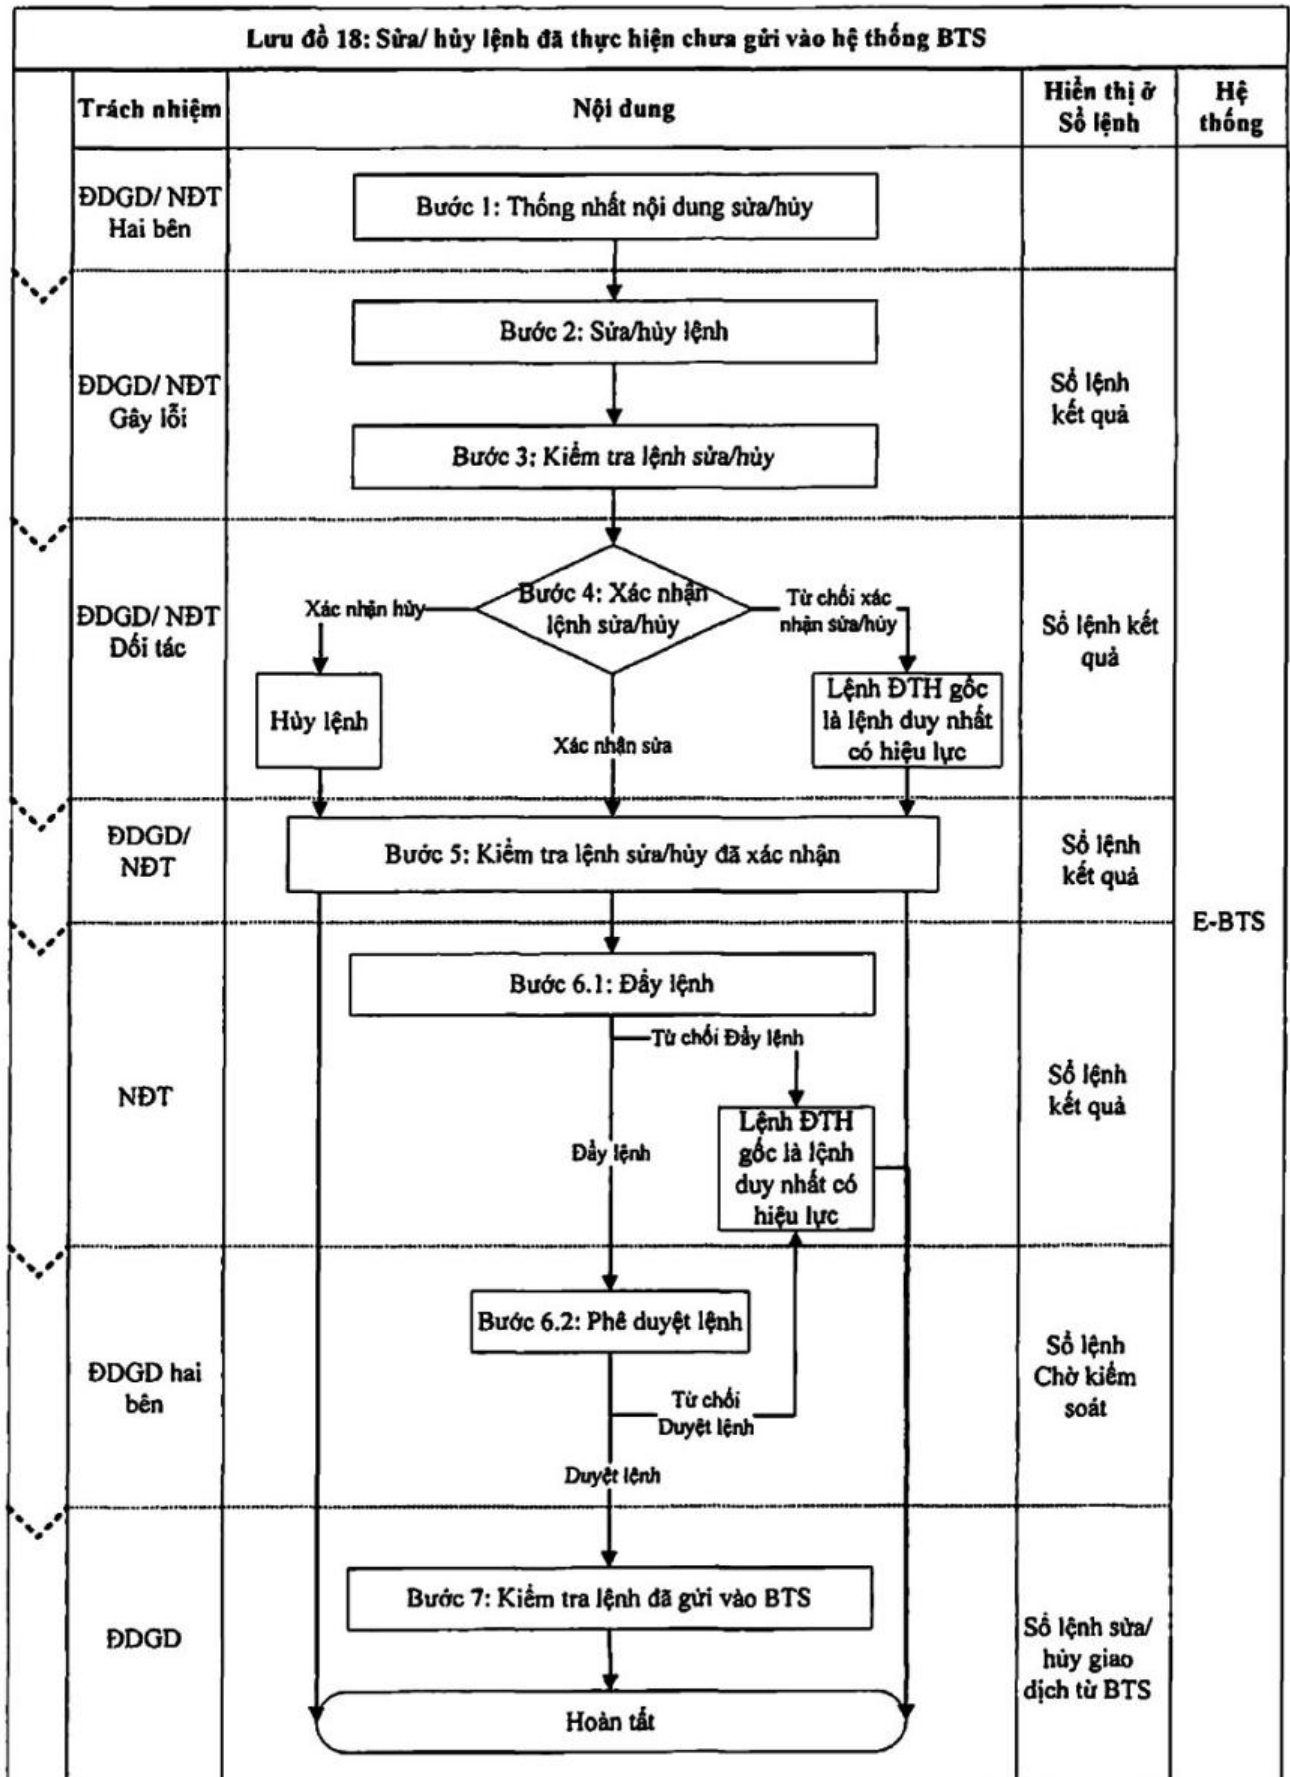 Lưu đồ 18: Sửa/ hủy lệnh đã thực hiện chưa gửi vào hệ thống BTS
Trách nhiệm
Nội dung
Hiển thị ở
Sổ lệnh
Hệ
thống
ĐDGD/ NĐT
Hai bên
Bước 1: Thống nhất nội dung sửa/hủy
Bước 2: Sửa/hủy lệnh
ĐDGD/ NĐT
Gây lỗi
Sổ lệnh
kết quả
Bước 3: Kiểm tra lệnh sửa/hủy
ĐDGD/ NĐT
Dối tác
Xác nhận hủy
Bước 4: Xác nhận
lệnh sửa/hủy
Từ chối xác
nhận sửa/hủy
Sổ lệnh kết
quả
Hủy lệnh
Xác nhận sửa
Lệnh ĐTH gốc
là lệnh duy nhất
có hiệu lực
ĐDGD/
NĐT
Bước 5: Kiểm tra lệnh sửa/hủy đã xác nhận
Sổ lệnh
kết quả
E-BTS
Bước 6.1: Đẩy lệnh
Từ chối Đẩy lệnh
NĐT
Sổ lệnh
kết quả
Đẩy lệnh
Lệnh ĐTH
gốc là lệnh
duy nhất có
hiệu lực
Bước 6.2: Phê duyệt lệnh
ĐDGD hai
bên
Sổ lệnh
Chờ kiểm
soát
Từ chối
Duyệt lệnh
Duyệt lệnh
Bước 7: Kiểm tra lệnh đã gửi vào BTS
ĐDGD
Sổ lệnh sửa/
hủy giao
dịch từ BTS
Hoàn tất